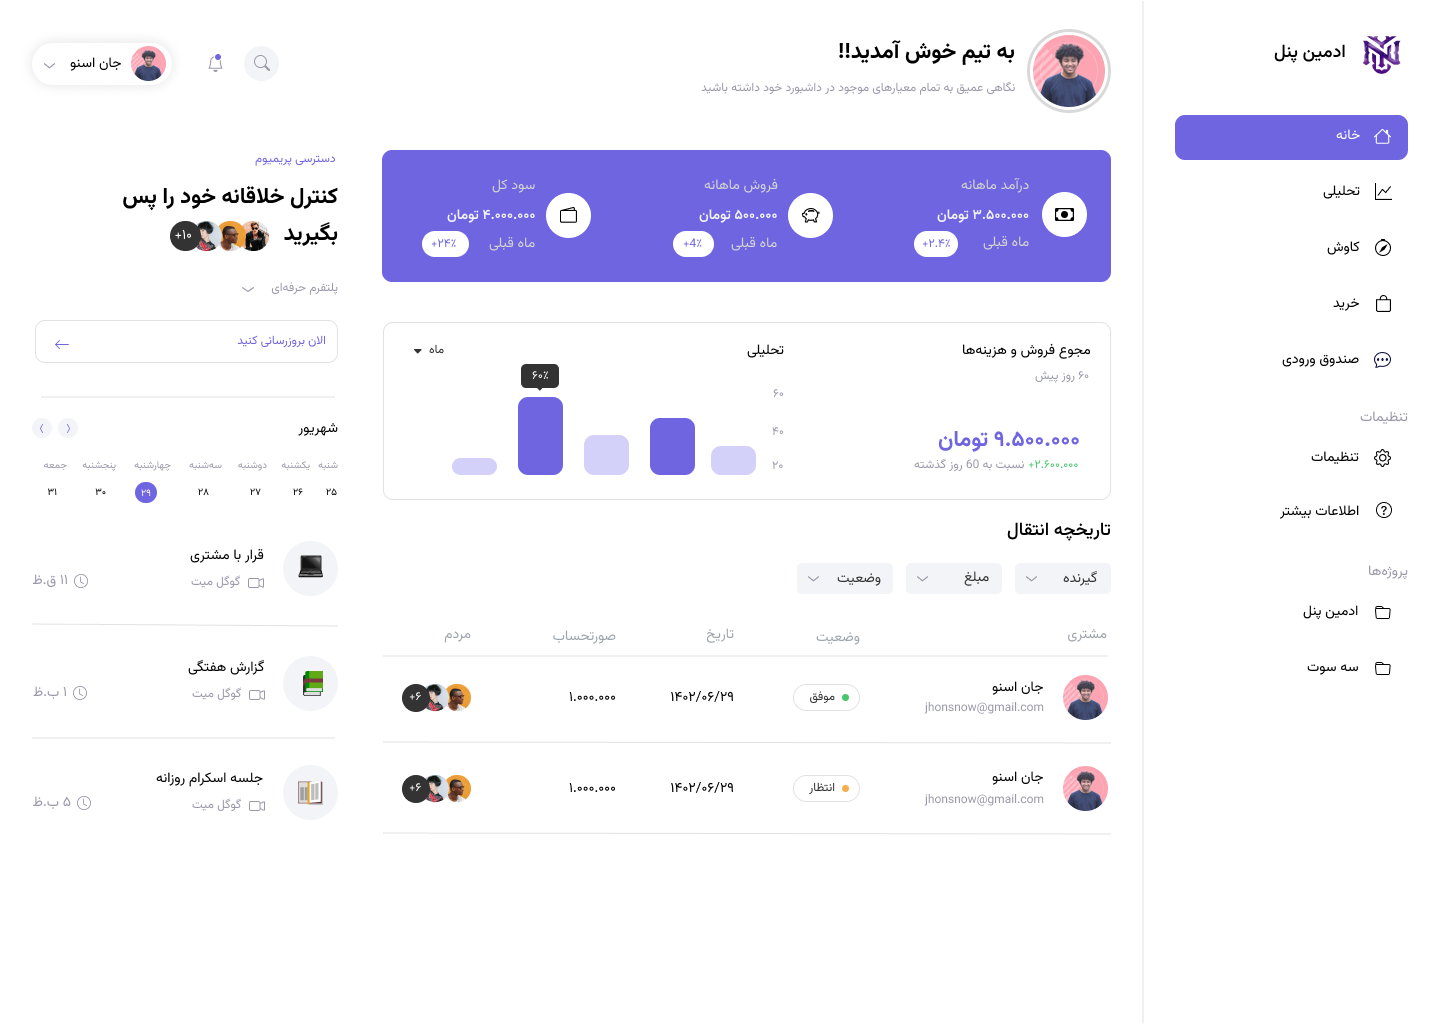 ادمین پنل
خانه
تحلیلی
کاوش
خرید
صندوق ورودی
تنظیمات
تنظیمات
اطلاعات بیشتر
پروژه‌ها
ادمین پنل
سه سوت
به تیم خوش آمدید!!
نگاهی عمیق به تمام معیارهای موجود در داشبورد خود داشته باشید
جان اسنو
درآمد ماهانه
۳.۵۰۰.۰۰۰ تومان
ماه قبلی
+۲.۴٪
فروش ماهانه
۵۰۰.۰۰۰ تومان
ماه قبلی
+4٪
سود کل
۴.۰۰۰.۰۰۰ تومان
ماه قبلی
+۲۴٪
مجوع فروش و هزینه‌ها
۶۰ روز پیش
۹.۵۰۰.۰۰۰ تومان
+۲.۶۰۰.۰۰۰ نسبت به 60 روز گذشته
تحلیلی
ماه
۶۰٪
۶۰
۴۰
۲۰
تاریخچه انتقال
گیرنده
مبلغ
وضعیت
مشتری وضعیت تاریخ صورتحساب مردم
جان اسنو
jhonsnow@gmail.com
موفق
۱۴۰۲/۰۶/۲۹
۱.۰۰۰.۰۰۰
+۶
جان اسنو
jhonsnow@gmail.com
انتظار
۱۴۰۲/۰۶/۲۹
۱.۰۰۰.۰۰۰
+۶
دسترسی پریمیوم
کنترل خلاقانه خود را پس
بگیرید
+۱۰
پلتفرم حرفه‌ای
الان بروزرسانی کنید
شهریور
شنبه یکشنبه دوشنبه سه‌شنبه چهارشنبه پنجشنبه جمعه
۲۵ ۲۶ ۲۷ ۲۸ ۲۹ ۳۰ ۳۱
قرار با مشتری
گوگل میت
۱۱ ق.ظ
گزارش هفتگی
گوگل میت
۱ ب.ظ
جلسه اسکرام روزانه
گوگل میت
۵ ب.ظ